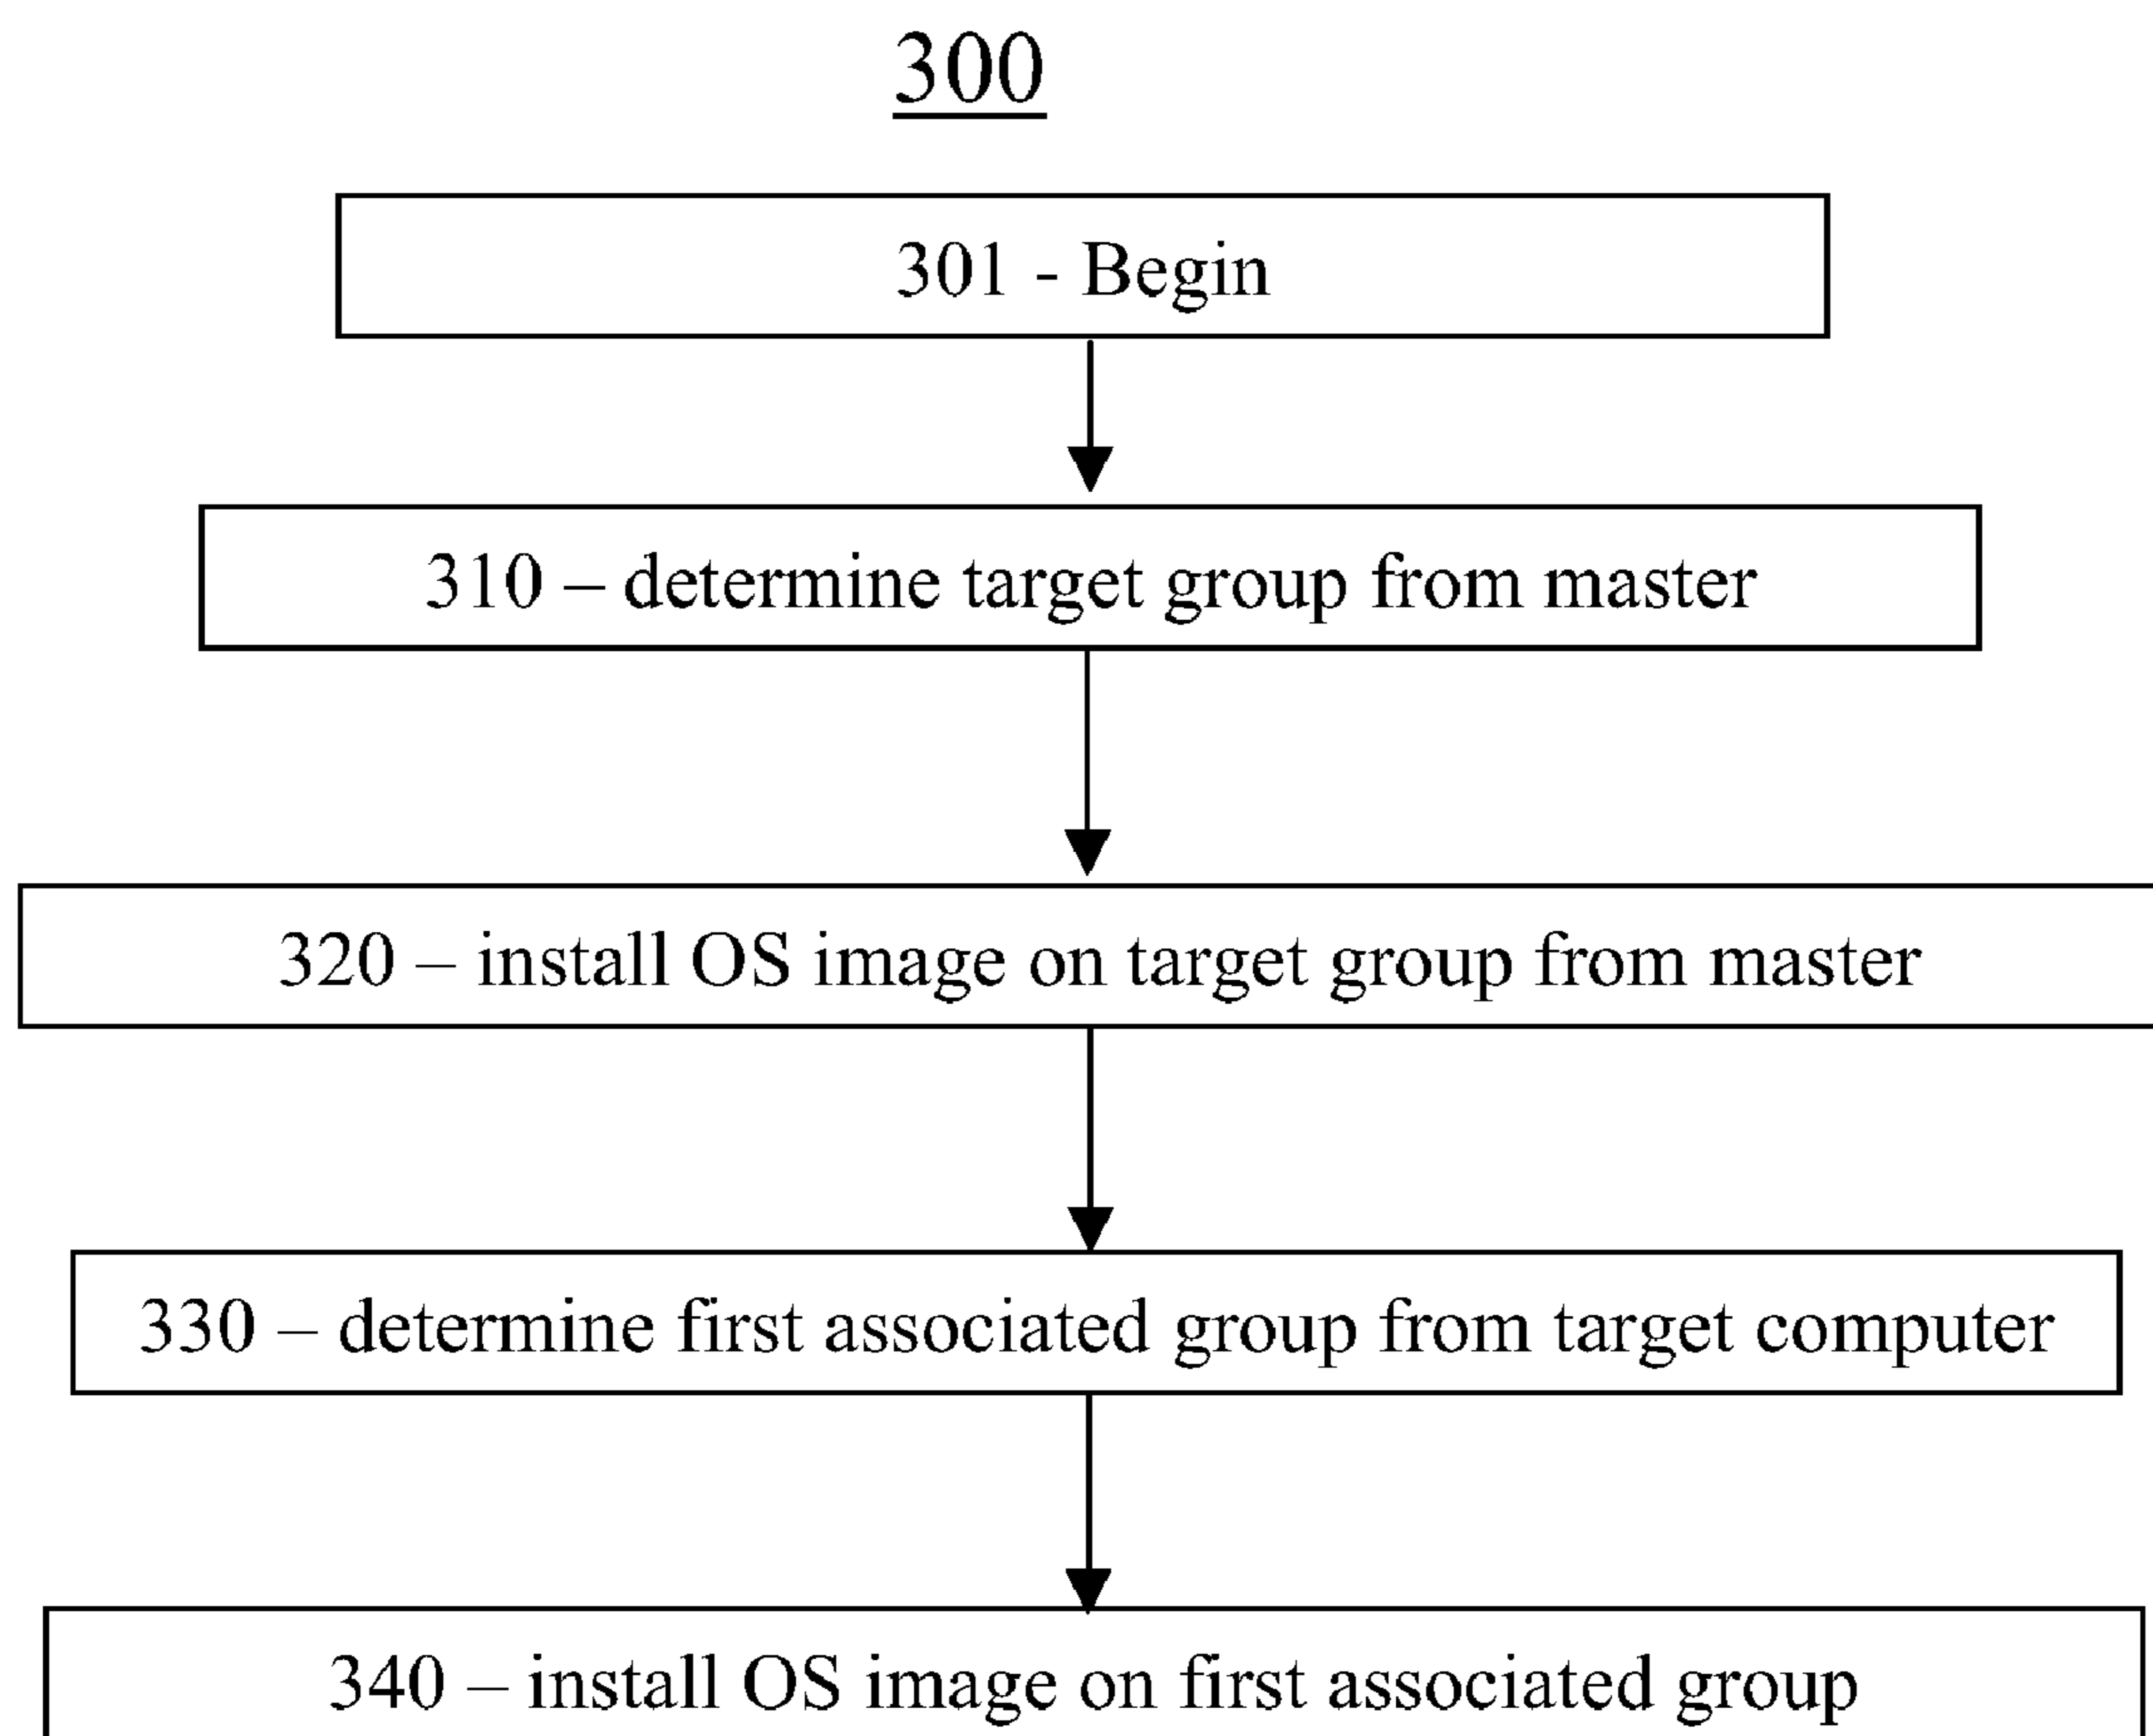 300
301 - Begin
310 – determine target group from master
320 – install OS image on target group from master
330 – determine first associated group from target computer
340 – install OS image on first associated group